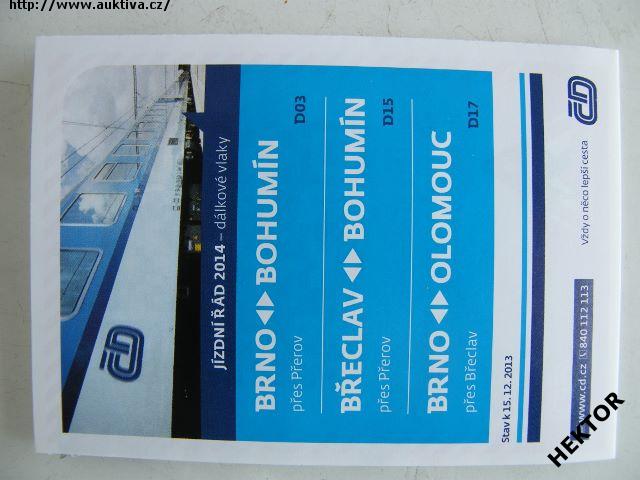 http://www.auktiva.cz/
JÍZDNÍ ŘÁD 2014 – dálkové vlaky
BRNO ◄► BOHUMÍN
přes Přerov D03
BŘECLAV ◄► BOHUMÍN
přes Přerov D15
BRNO ◄► OLOMOUC
přes Břeclav D17
Stav k 15. 12. 2013
www.cd.cz 840 112 113
Vždy o něco lepší cesta
ČD
ČD
HEKTOR